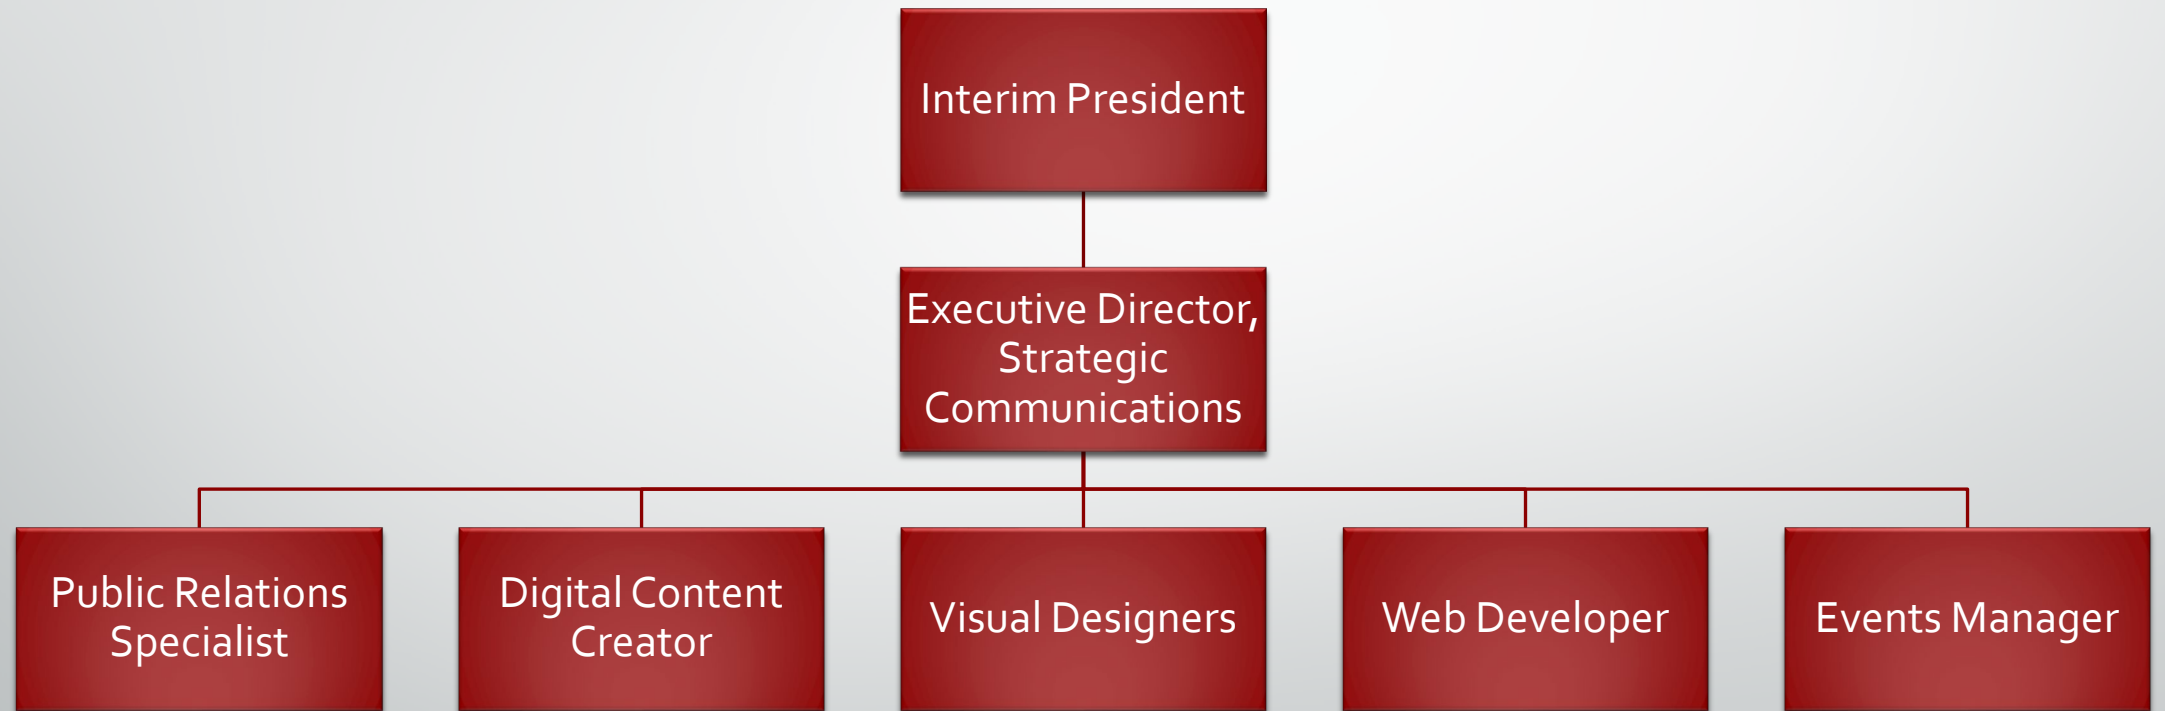 Interim President
Executive Director,
Strategic
Communications
Public Relations
Specialist
Digital Content
Creator
Visual Designers
Web Developer
Events Manager